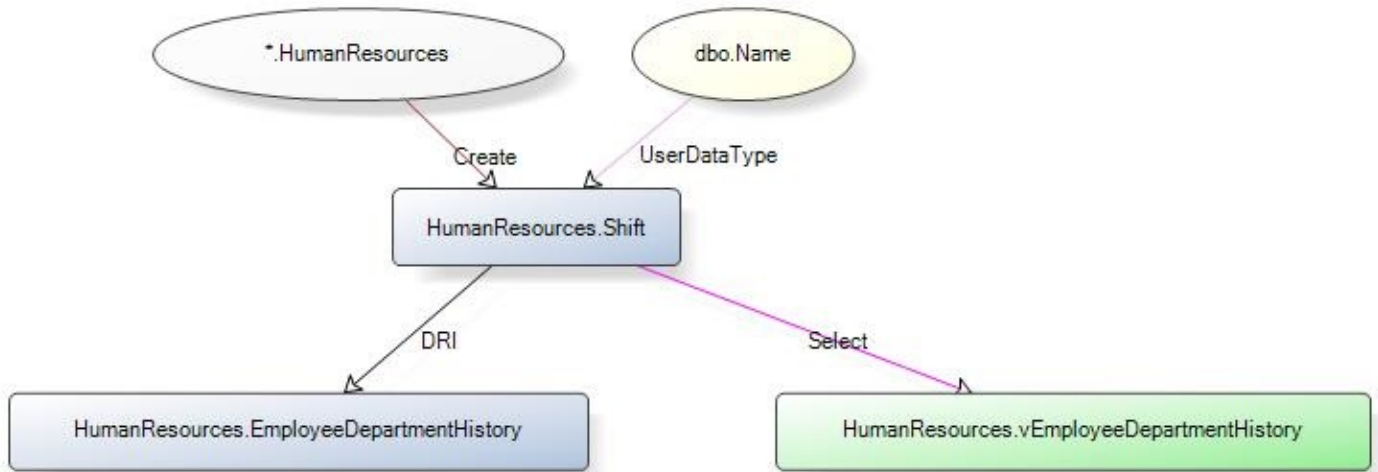 *.HumanResources
dbo.Name
Create
UserDataType
HumanResources.Shift
DRI
Select
HumanResources.EmployeeDepartmentHistory
HumanResources.vEmployeeDepartmentHistory